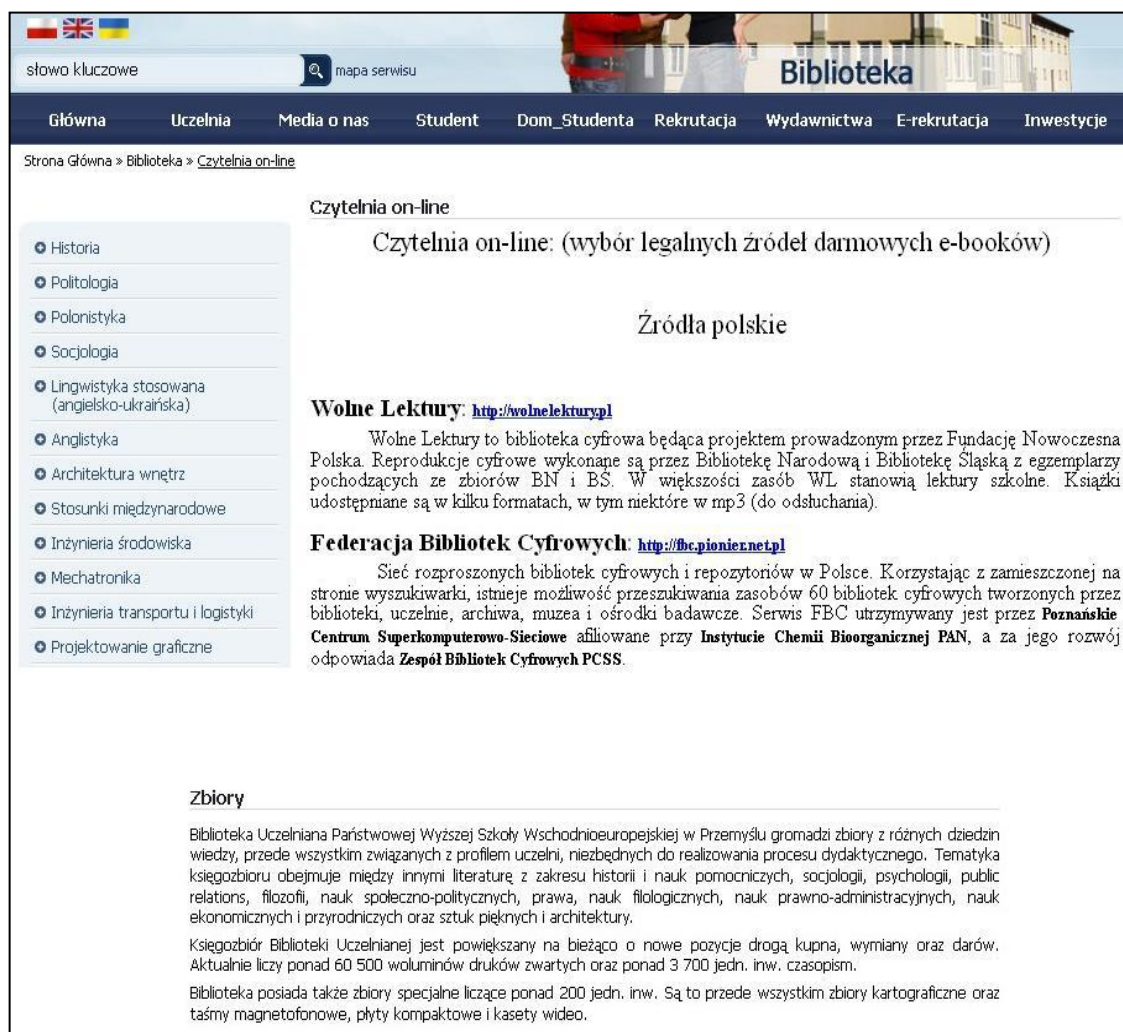 słowo kluczowe
mapa serwisu
Biblioteka
Główna Uczelnia Media o nas Student Dom_Studenta Rekrutacja Wydawnictwa E-rekrutacja Inwestycje
Strona Główna » Biblioteka » Czytelnia on-line
Historia
Politologia
Polonistyka
Socjologia
Lingwistyka stosowana
(angielsko-ukraińska)
Anglistyka
Architektura wnętrz
Stosunki międzynarodowe
Inżynieria środowiska
Mechatronika
Inżynieria transportu i logistyki
Projektowanie graficzne
Czytelnia on-line
Czytelnia on-line: (wybór legalnych źródeł darmowych e-booków)
Źródła polskie
Wolne Lektury: http://wolnelektury.pl
Wolne Lektury to biblioteka cyfrowa będąca projektem prowadzonym przez Fundację Nowoczesna
Polska. Reprodukcje cyfrowe wykonane są przez Bibliotekę Narodową i Bibliotekę Śląską z egzemplarzy
pochodzących ze zbiorów BN i BŚ. W większości zasób WL stanowią lektury szkolne. Książki
udostępniane są w kilku formatach, w tym niektóre w mp3 (do odsłuchania).
Federacja Bibliotek Cyfrowych: http://fbc.pionier.net.pl
Sieć rozproszonych bibliotek cyfrowych i repozytoriów w Polsce. Korzystając z zamieszczonej na
stronie wyszukiwarki, istnieje możliwość przeszukiwania zasobów 60 bibliotek cyfrowych tworzonych przez
biblioteki, uczelnie, archiwa, muzea i ośrodki badawcze. Serwis FBC utrzymywany jest przez Poznańskie
Centrum Superkomputerowo-Sieciowe afiliowane przy Instytucie Chemii Bioorganicznej PAN, a za jego rozwój
odpowiada Zespół Bibliotek Cyfrowych PCSS.
Zbiory
Biblioteka Uczelniana Państwowej Wyższej Szkoły Wschodnioeuropejskiej w Przemyślu gromadzi zbiory z różnych dziedzin
wiedzy, przede wszystkim związanych z profilem uczelni, niezbędnych do realizowania procesu dydaktycznego. Tematyka
księgozbioru obejmuje między innymi literaturę z zakresu historii i nauk pomocniczych, socjologii, psychologii, public
relations, filozofii, nauk społeczno-politycznych, prawa, nauk filologicznych, nauk prawno-administracyjnych, nauk
ekonomicznych i przyrodniczych oraz sztuk pięknych i architektury.
Księgozbiór Biblioteki Uczelnianej jest powiększany na bieżąco o nowe pozycje drogą kupna, wymiany oraz darów.
Aktualnie liczy ponad 60 500 woluminów druków zwartych oraz ponad 3 700 jedn. inw. czasopism.
Biblioteka posiada także zbiory specjalne liczące ponad 200 jedn. inw. Są to przede wszystkim zbiory kartograficzne oraz
taśmy magnetofonowe, płyty kompaktowe i kasety wideo.